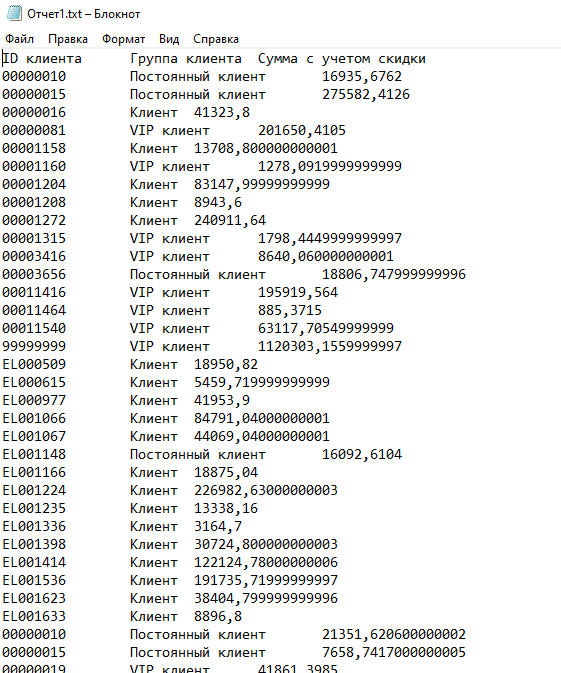 Отчет1.txt – Блокнот
Файл Правка Формат Вид Справка
ID клиента Группа клиента Сумма с учетом скидки
00000010 Постоянный клиент 16935,6762
00000015 Постоянный клиент 275582,4126
00000016 Клиент 41323,8
00000081 VIP клиент 201650,4105
00001158 Клиент 13708,800000000001
00001160 VIP клиент 1278,0919999999999
00001204 Клиент 83147,99999999999
00001208 Клиент 8943,6
00001272 Клиент 240911,64
00001315 VIP клиент 1798,4449999999997
00003416 VIP клиент 8640,060000000001
00003656 Постоянный клиент 18806,747999999996
00011416 VIP клиент 195919,564
00011464 VIP клиент 885,3715
00011540 VIP клиент 63117,70549999999
99999999 VIP клиент 1120303,1559999997
EL000509 Клиент 18950,82
EL000615 Клиент 5459,719999999999
EL000977 Клиент 41953,9
EL001066 Клиент 84791,04000000001
EL001067 Клиент 44069,04000000001
EL001148 Постоянный клиент 16092,6104
EL001166 Клиент 18875,04
EL001224 Клиент 226982,63000000003
EL001235 Клиент 13338,16
EL001336 Клиент 3164,7
EL001398 Клиент 30724,800000000003
EL001414 Клиент 122124,78000000006
EL001536 Клиент 191735,71999999997
EL001623 Клиент 38404,799999999996
EL001633 Клиент 8896,8
00000010 Постоянный клиент 21351,620600000002
00000015 Постоянный клиент 7658,7417000000005
00000019 VIP клиент 41861,3985